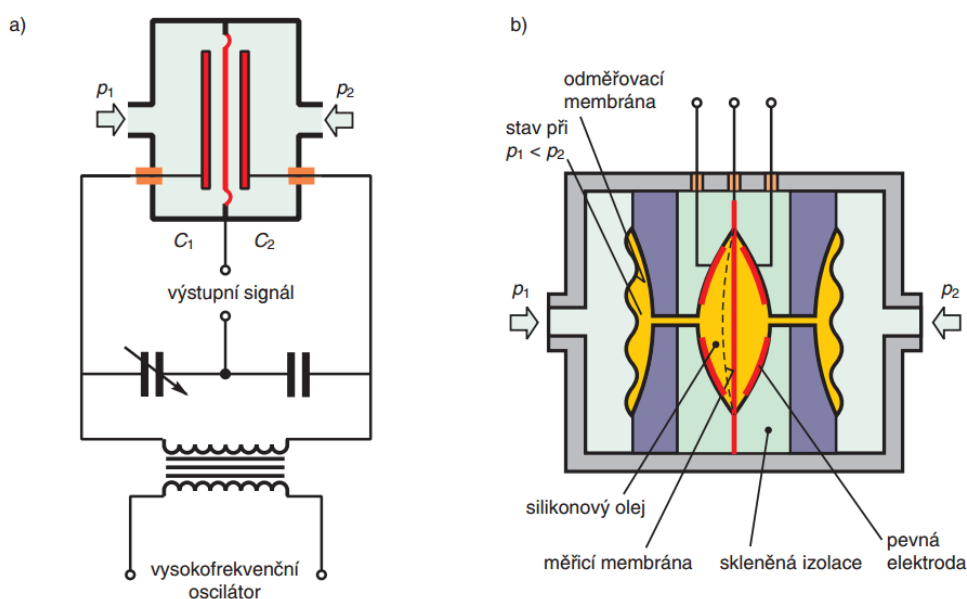 a)
p1
p2
C1
C2
výstupní signál
vysokofrekvenční
oscilátor
b)
odměřovací
membrána
stav při
p1 < p2
p1
p2
silikonový olej
měřicí membrána
skleněná izolace
pevná
elektroda